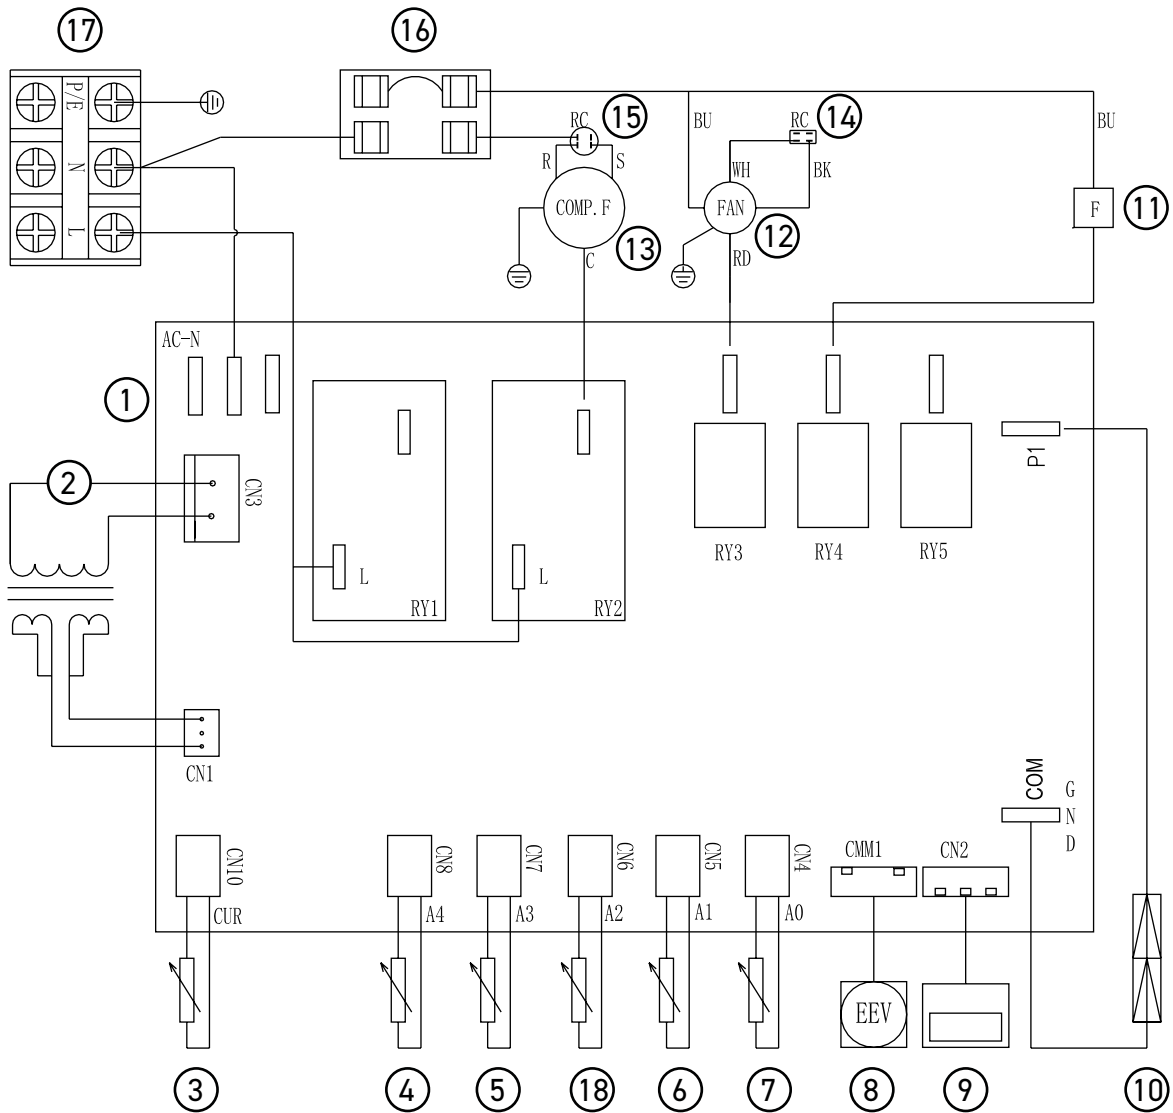 17
16
P/E
N
L
RC
15
R
S
COMP.F
13
C
BU
RC
14
WH
BK
FAN
12
RD
BU
F
11
AC-N
1
2
CN3
L
RY1
L
RY2
RY3
RY4
RY5
P1
CN1
COM
G
N
D
CN10
CUR
CN8
A4
CN7
A3
CN6
A2
CN5
A1
CN4
A0
CMM1
CN2
EEV
3
4
5
18
6
7
8
9
10